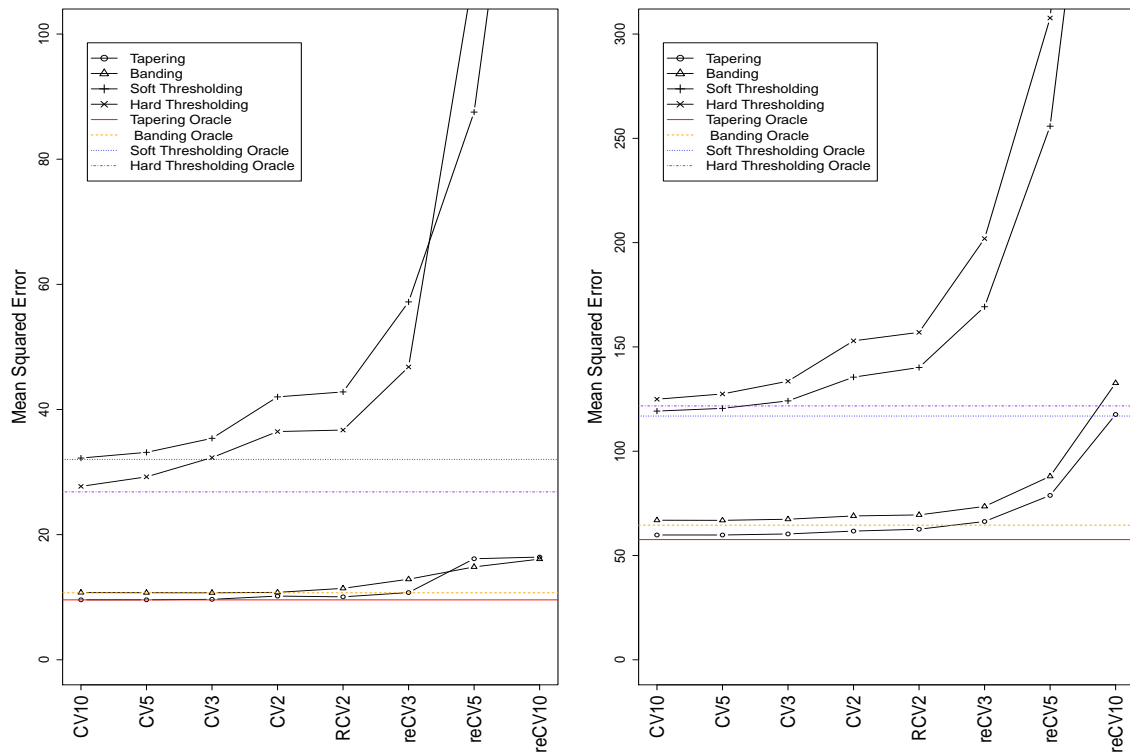 Mean Squared Error
100
80
60
40
20
0
Tapering
Banding
Soft Thresholding
Hard Thresholding
Tapering Oracle
Banding Oracle
Soft Thresholding Oracle
Hard Thresholding Oracle
CV10
CV5
CV3
CV2
RCV2
reCV3
reCV5
reCV10
Mean Squared Error
300
250
200
150
100
50
0
Tapering
Banding
Soft Thresholding
Hard Thresholding
Tapering Oracle
Banding Oracle
Soft Thresholding Oracle
Hard Thresholding Oracle
CV10
CV5
CV3
CV2
RCV2
reCV3
reCV5
reCV10